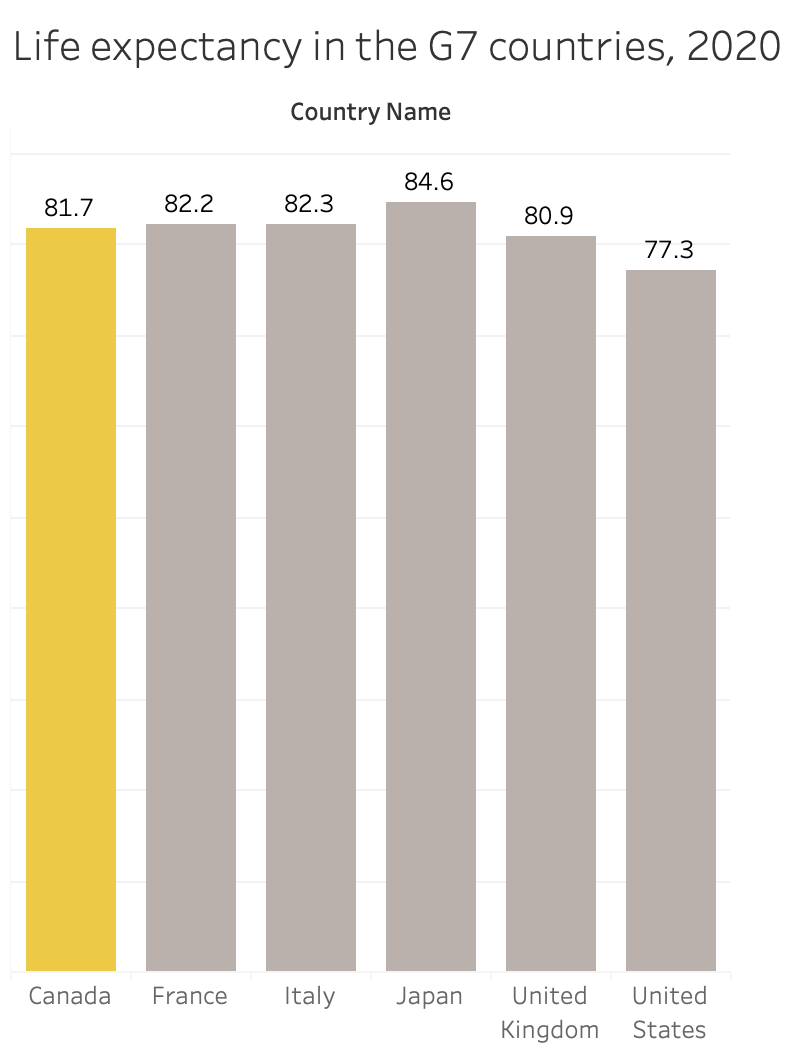 Life expectancy in the G7 countries, 2020
Country Name
81.7
82.2
82.3
84.6
80.9
77.3
Canada
France
Italy
Japan
United
Kingdom
United
States